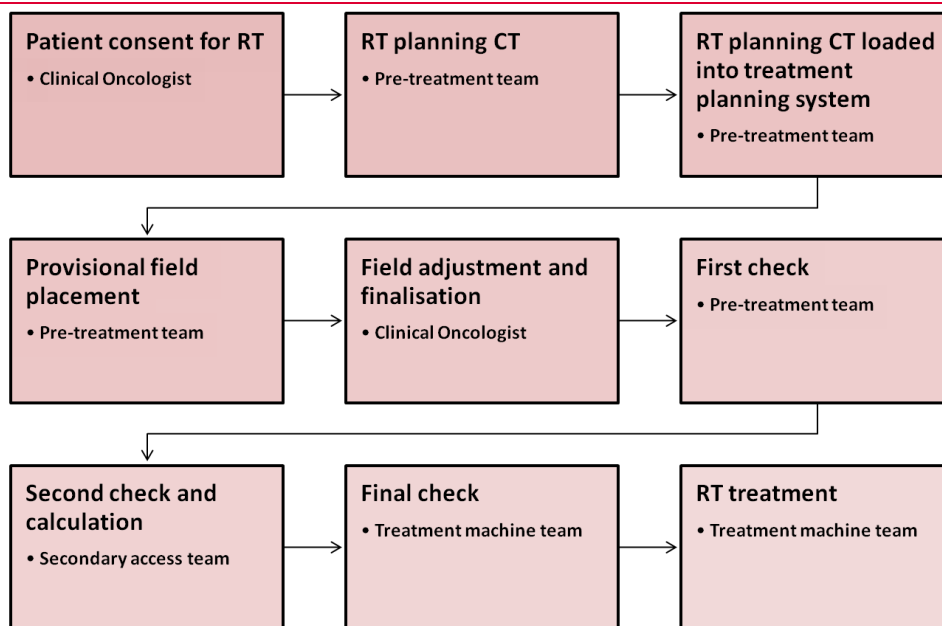 Patient consent for RT
• Clinical Oncologist
RT planning CT
• Pre-treatment team
RT planning CT loaded
into treatment
planning system
• Pre-treatment team
Provisional field
placement
• Pre-treatment team
Field adjustment and
finalisation
• Clinical Oncologist
First check
• Pre-treatment team
Second check and
calculation
• Secondary access team
Final check
• Treatment machine team
RT treatment
• Treatment machine team